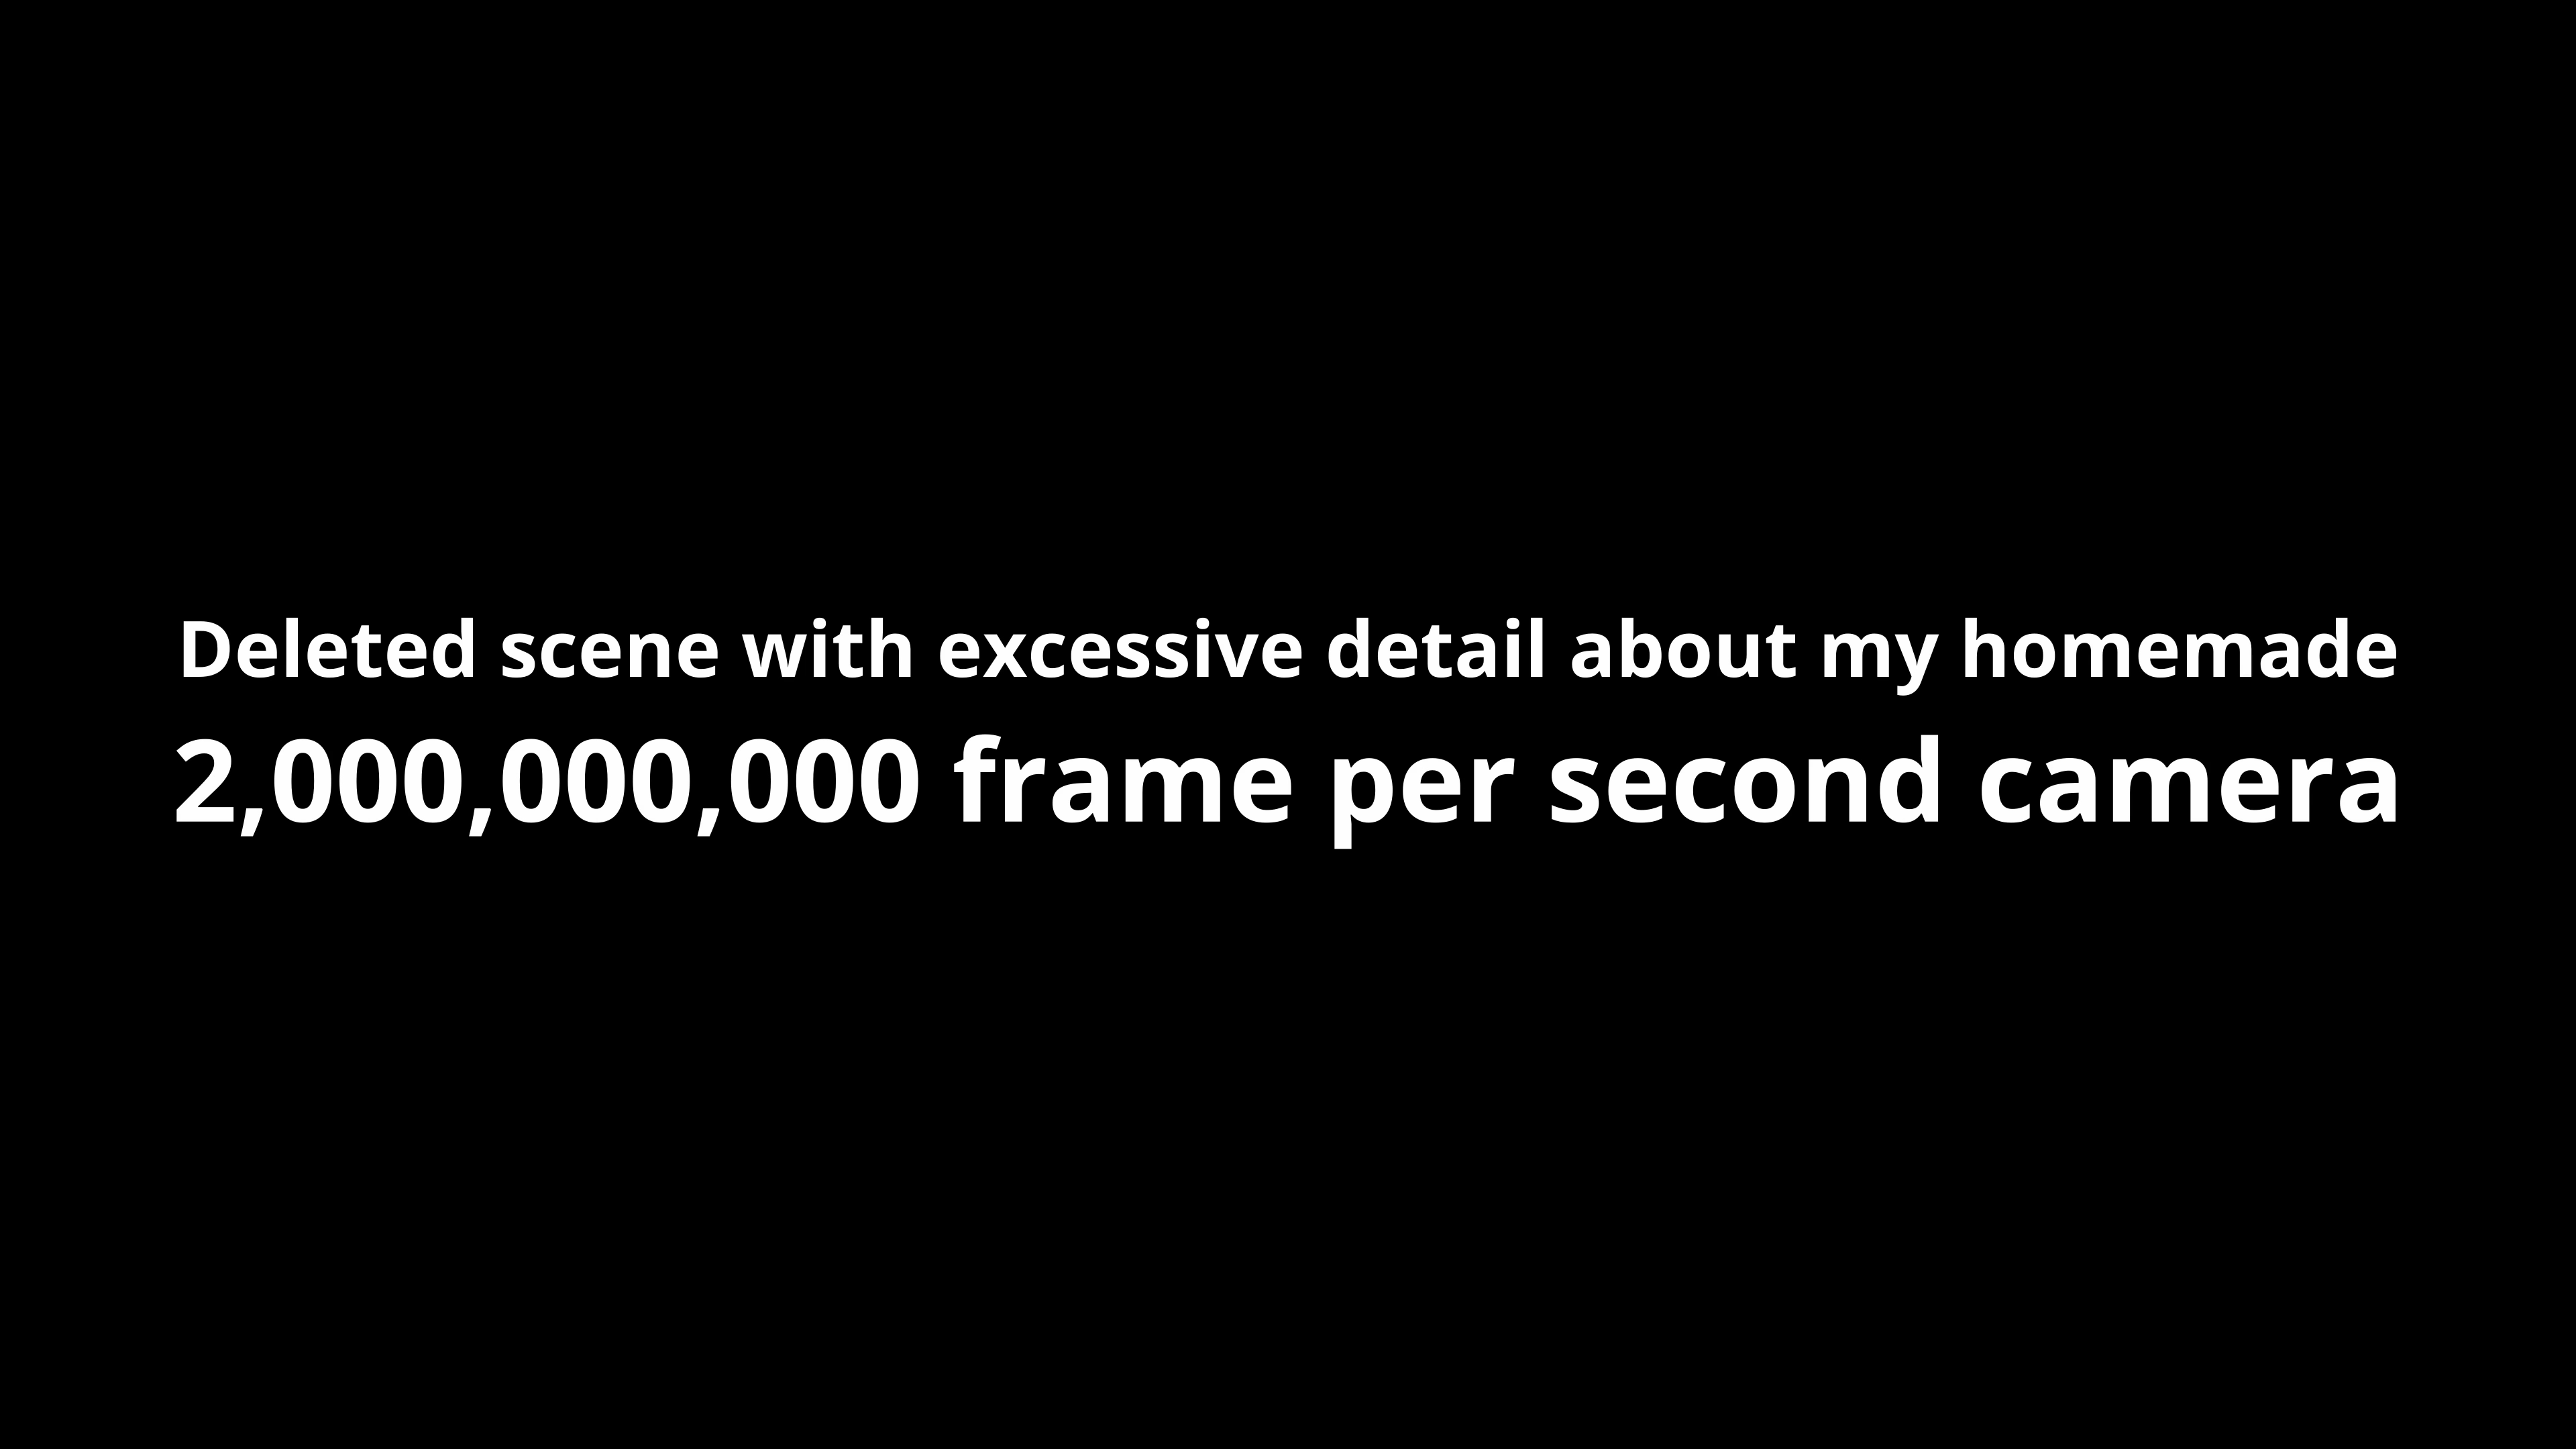 Deleted scene with excessive detail about my homemade
2,000,000,000 frame per second camera